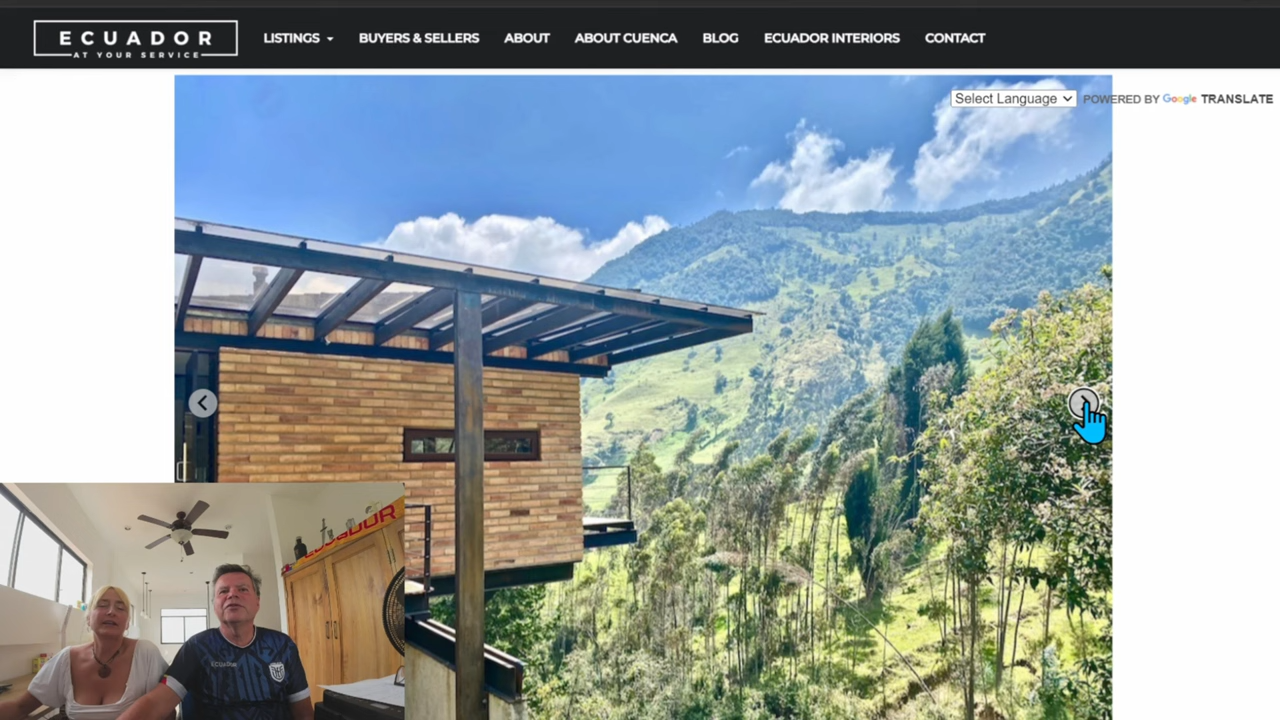 ECUADOR
AT YOUR SERVICE
LISTINGS
BUYERS & SELLERS
ABOUT
ABOUT CUENCA
BLOG
ECUADOR INTERIORS
CONTACT
Select Language
POWERED BY Google TRANSLATE
ECUADOR